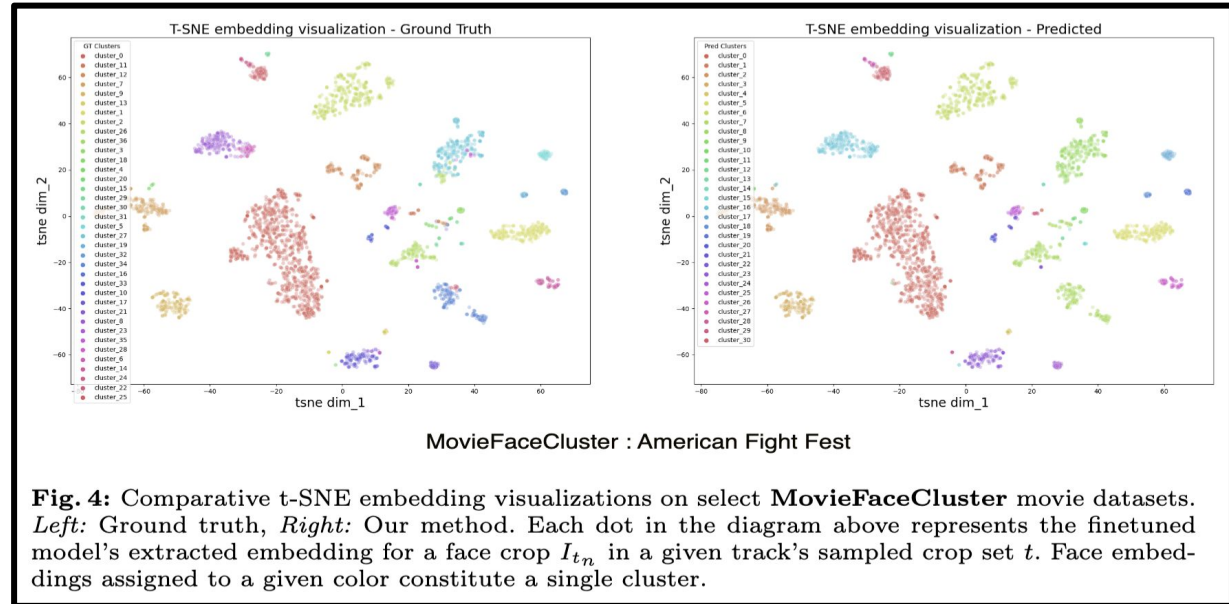 T-SNE embedding visualization - Ground Truth
GT Clusters
cluster_0
cluster_11
cluster_12
cluster_7
cluster_9
cluster_13
cluster_1
cluster_2
cluster_26
cluster_36
cluster_3
cluster_18
cluster_4
cluster_20
cluster_15
cluster_29
cluster_30
cluster_31
cluster_5
cluster_27
cluster_19
cluster_32
cluster_34
cluster_16
cluster_33
cluster_10
cluster_17
cluster_21
cluster_8
cluster_23
cluster_35
cluster_28
cluster_6
cluster_14
cluster_24
cluster_22
cluster_25
60
40
20
0
−20
−40
−60
tsne dim_2
−60
−40
−20
0
20
40
60
tsne dim_1
T-SNE embedding visualization - Predicted
Pred Clusters
cluster_0
cluster_1
cluster_2
cluster_3
cluster_4
cluster_5
cluster_6
cluster_7
cluster_8
cluster_9
cluster_10
cluster_11
cluster_12
cluster_13
cluster_14
cluster_15
cluster_16
cluster_17
cluster_18
cluster_19
cluster_20
cluster_21
cluster_22
cluster_23
cluster_24
cluster_25
cluster_26
cluster_27
cluster_28
cluster_29
cluster_30
60
40
20
0
−20
−40
−60
tsne dim_2
−80
−60
−40
−20
0
20
40
60
tsne dim_1
MovieFaceCluster : American Fight Fest
Fig. 4: Comparative t-SNE embedding visualizations on select MovieFaceCluster movie datasets.
Left: Ground truth, Right: Our method. Each dot in the diagram above represents the finetuned
model's extracted embedding for a face crop I_{t_n} in a given track's sampled crop set t. Face embed-
dings assigned to a given color constitute a single cluster.